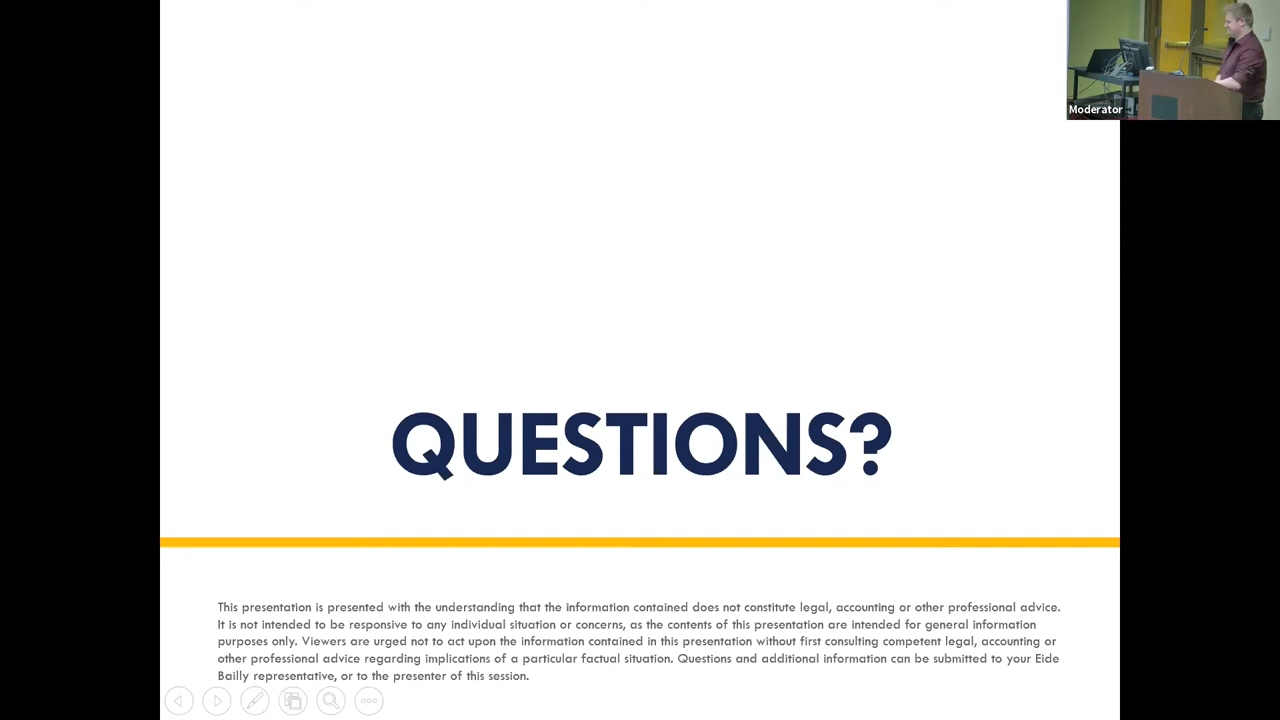 Moderator
QUESTIONS?
This presentation is presented with the understanding that the information contained does not constitute legal, accounting or other professional advice.
It is not intended to be responsive to any individual situation or concerns, as the contents of this presentation are intended for general information
purposes only. Viewers are urged not to act upon the information contained in this presentation without first consulting competent legal, accounting or
other professional advice regarding implications of a particular factual situation. Questions and additional information can be submitted to your Eide
Bailly representative, or to the presenter of this session.